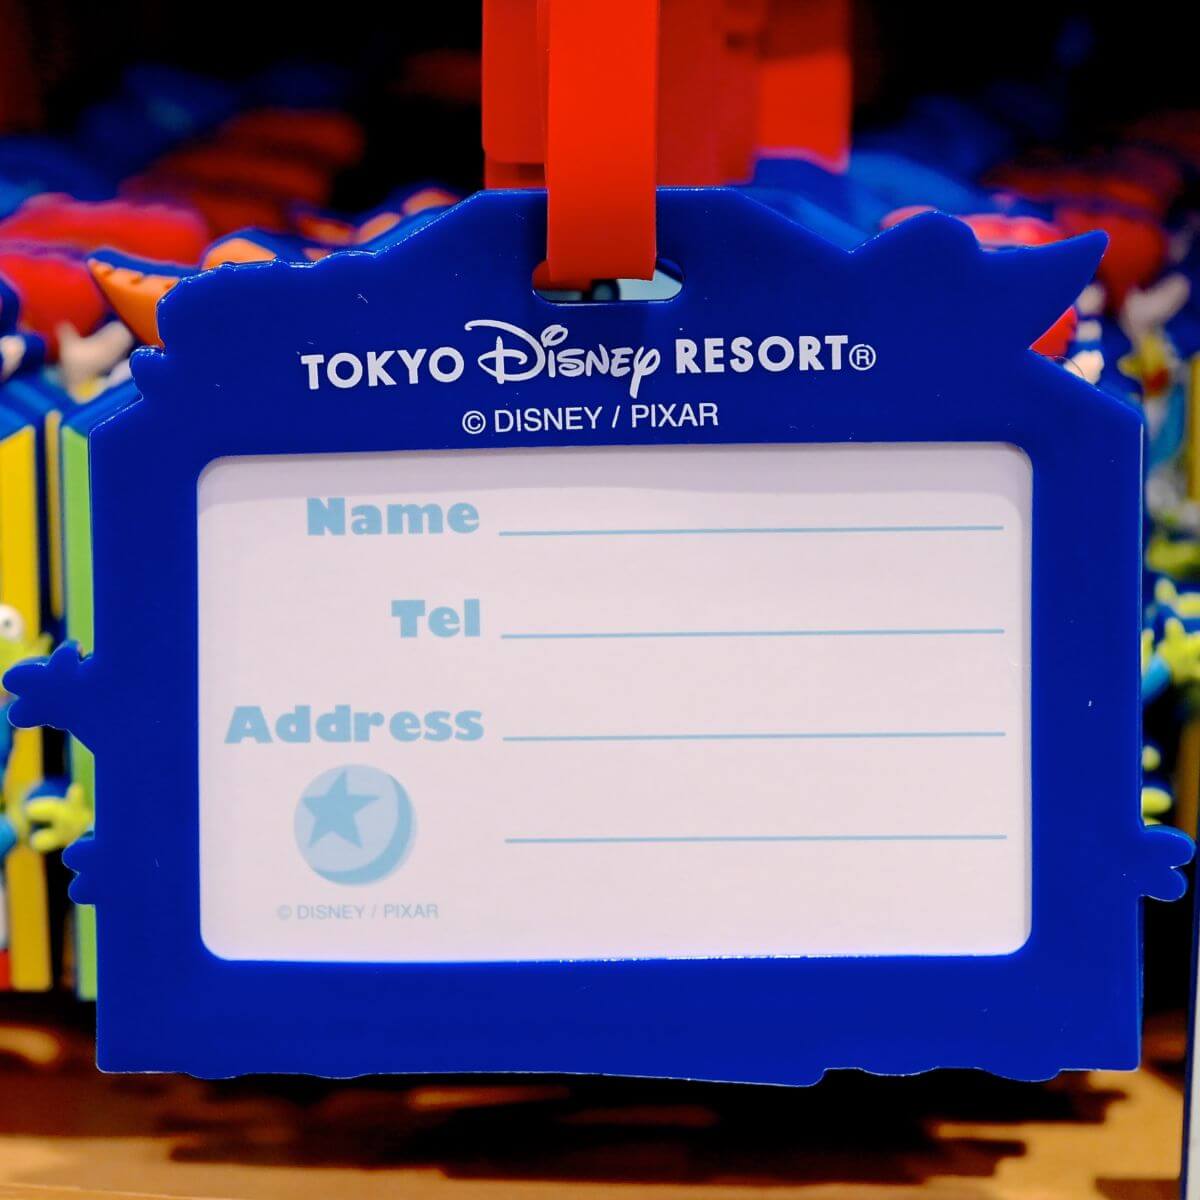 TOKYO Disney RESORT®
© DISNEY / PIXAR
Name
Tel
Address
© DISNEY / PIXAR